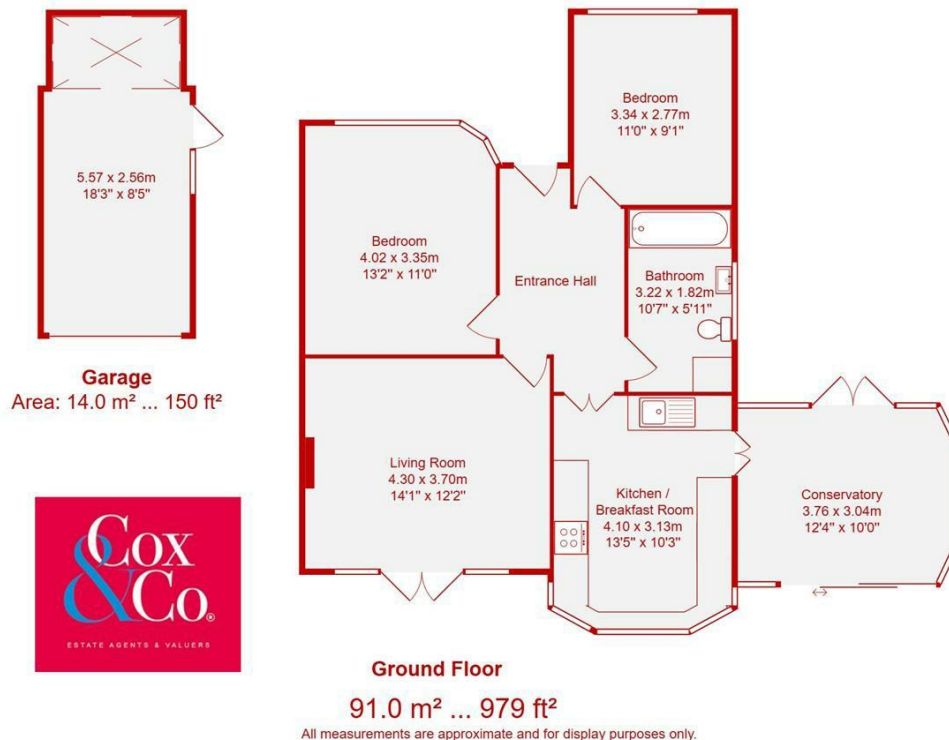 Bedroom
3.34 x 2.77m
11'0" x 9'1"
5.57 x 2.56m
18'3" x 8'5"
Bedroom
4.02 x 3.35m
13'2" x 11'0"
Entrance Hall
Bathroom
3.22 x 1.82m
10'7" x 5'11"
Garage
Area: 14.0 m² ... 150 ft²
Living Room
4.30 x 3.70m
14'1" x 12'2"
Kitchen /
Breakfast Room
4.10 x 3.13m
13'5" x 10'3"
Conservatory
3.76 x 3.04m
12'4" x 10'0"
Cox
&Co.®
ESTATE AGENTS & VALUERS
Ground Floor
91.0 m² ... 979 ft²
All measurements are approximate and for display purposes only.